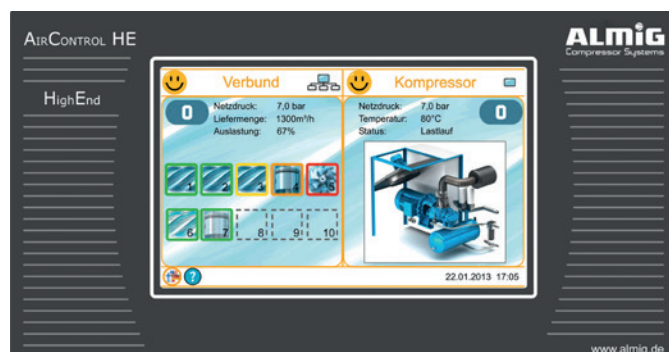 AirControl HE
HighEnd
ALMiG
Compressor Systems
Verbund
0
Netzdruck: 7,0 bar
Liefermenge: 1300m³/h
Auslastung: 67%
1 2 3 4 5
6 7 8 9 10
Kompressor
Netzdruck: 7,0 bar
Temperatur: 80°C
Status: Lastlauf
0
?
22.01.2013 17:05
www.almig.de